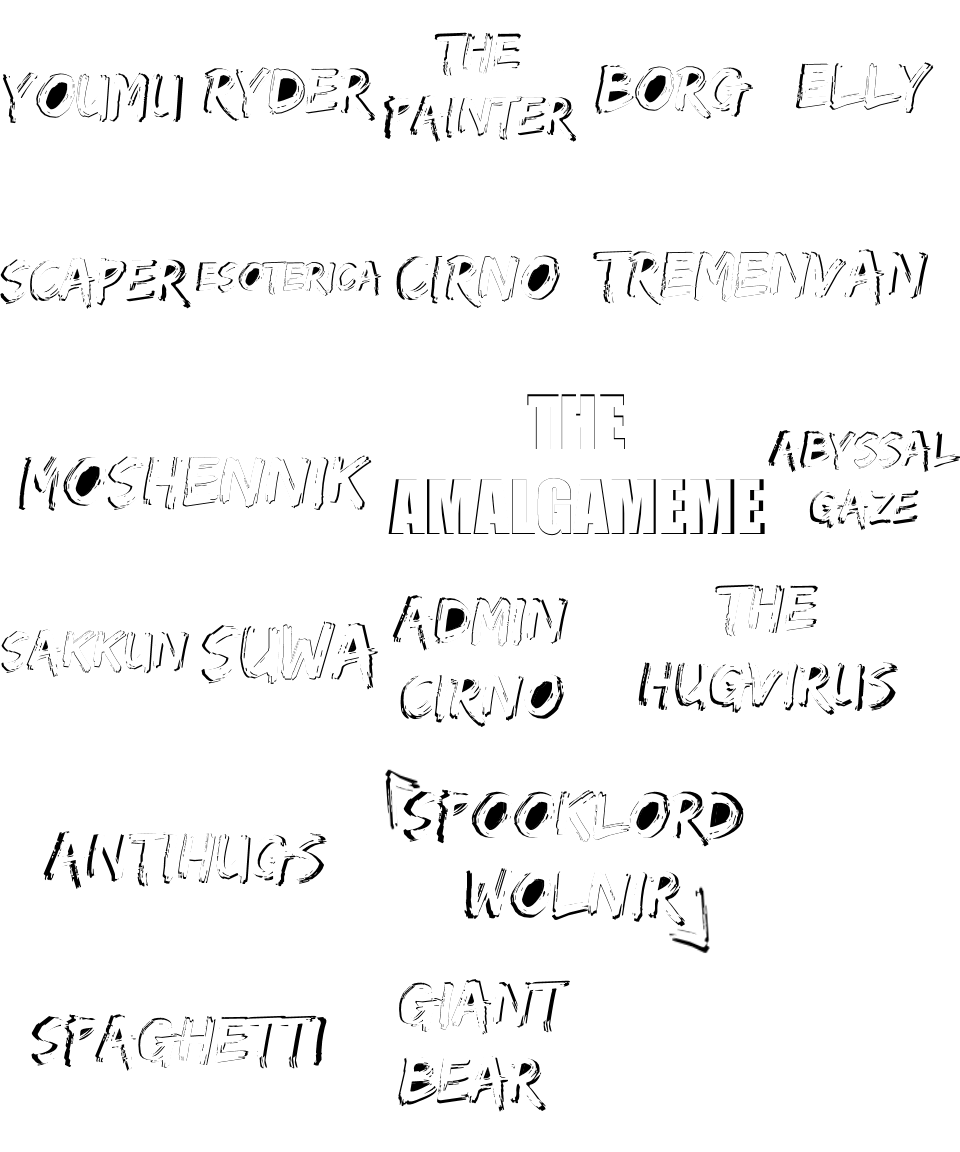 YOUMU
RYDER
THE
PAINTER
BORG
ELLY
SCAPER
ESOTERICA
CIRNO
TREMENVAN
MOSHENNIK
THE
AMALGAMEME
ABYSSAL
GAZE
SAKKUN
SUWA
ADMIN
CIRNO
THE
HUGVIRUS
ANTIHUGS
「SPOOKLORD
WOLNIR」
SPAGHETTI
GIANT
BEAR